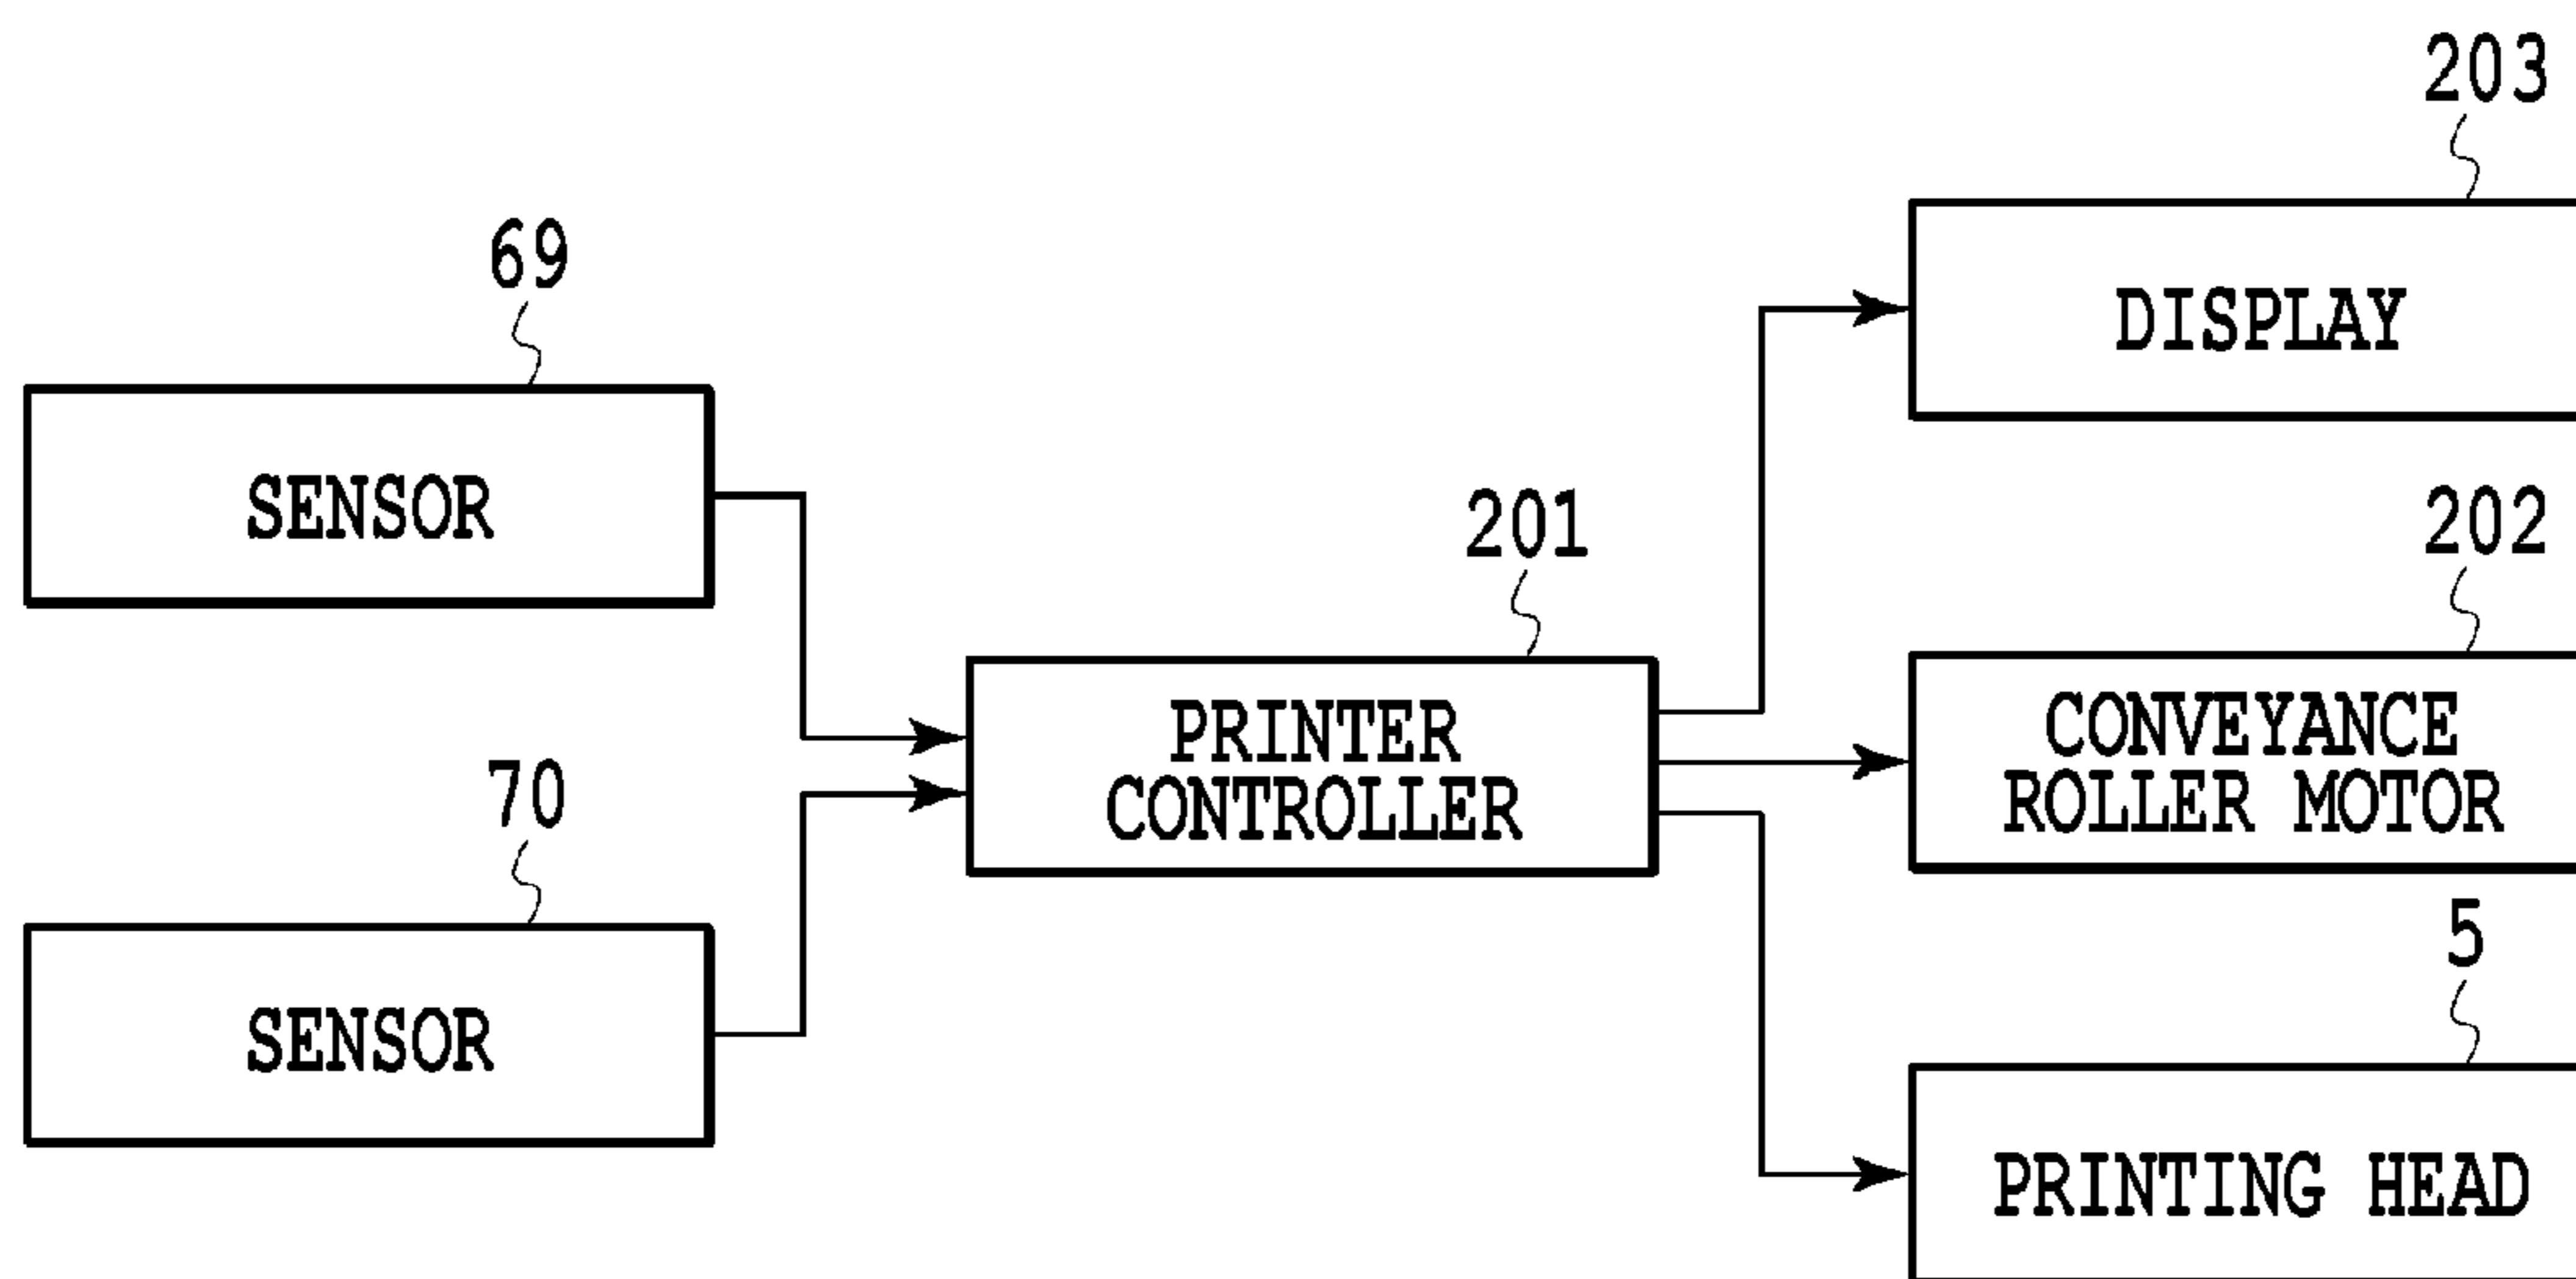 203
69
DISPLAY
SENSOR
201
202
PRINTER
CONTROLLER
CONVEYANCE
ROLLER MOTOR
70
5
SENSOR
PRINTING HEAD